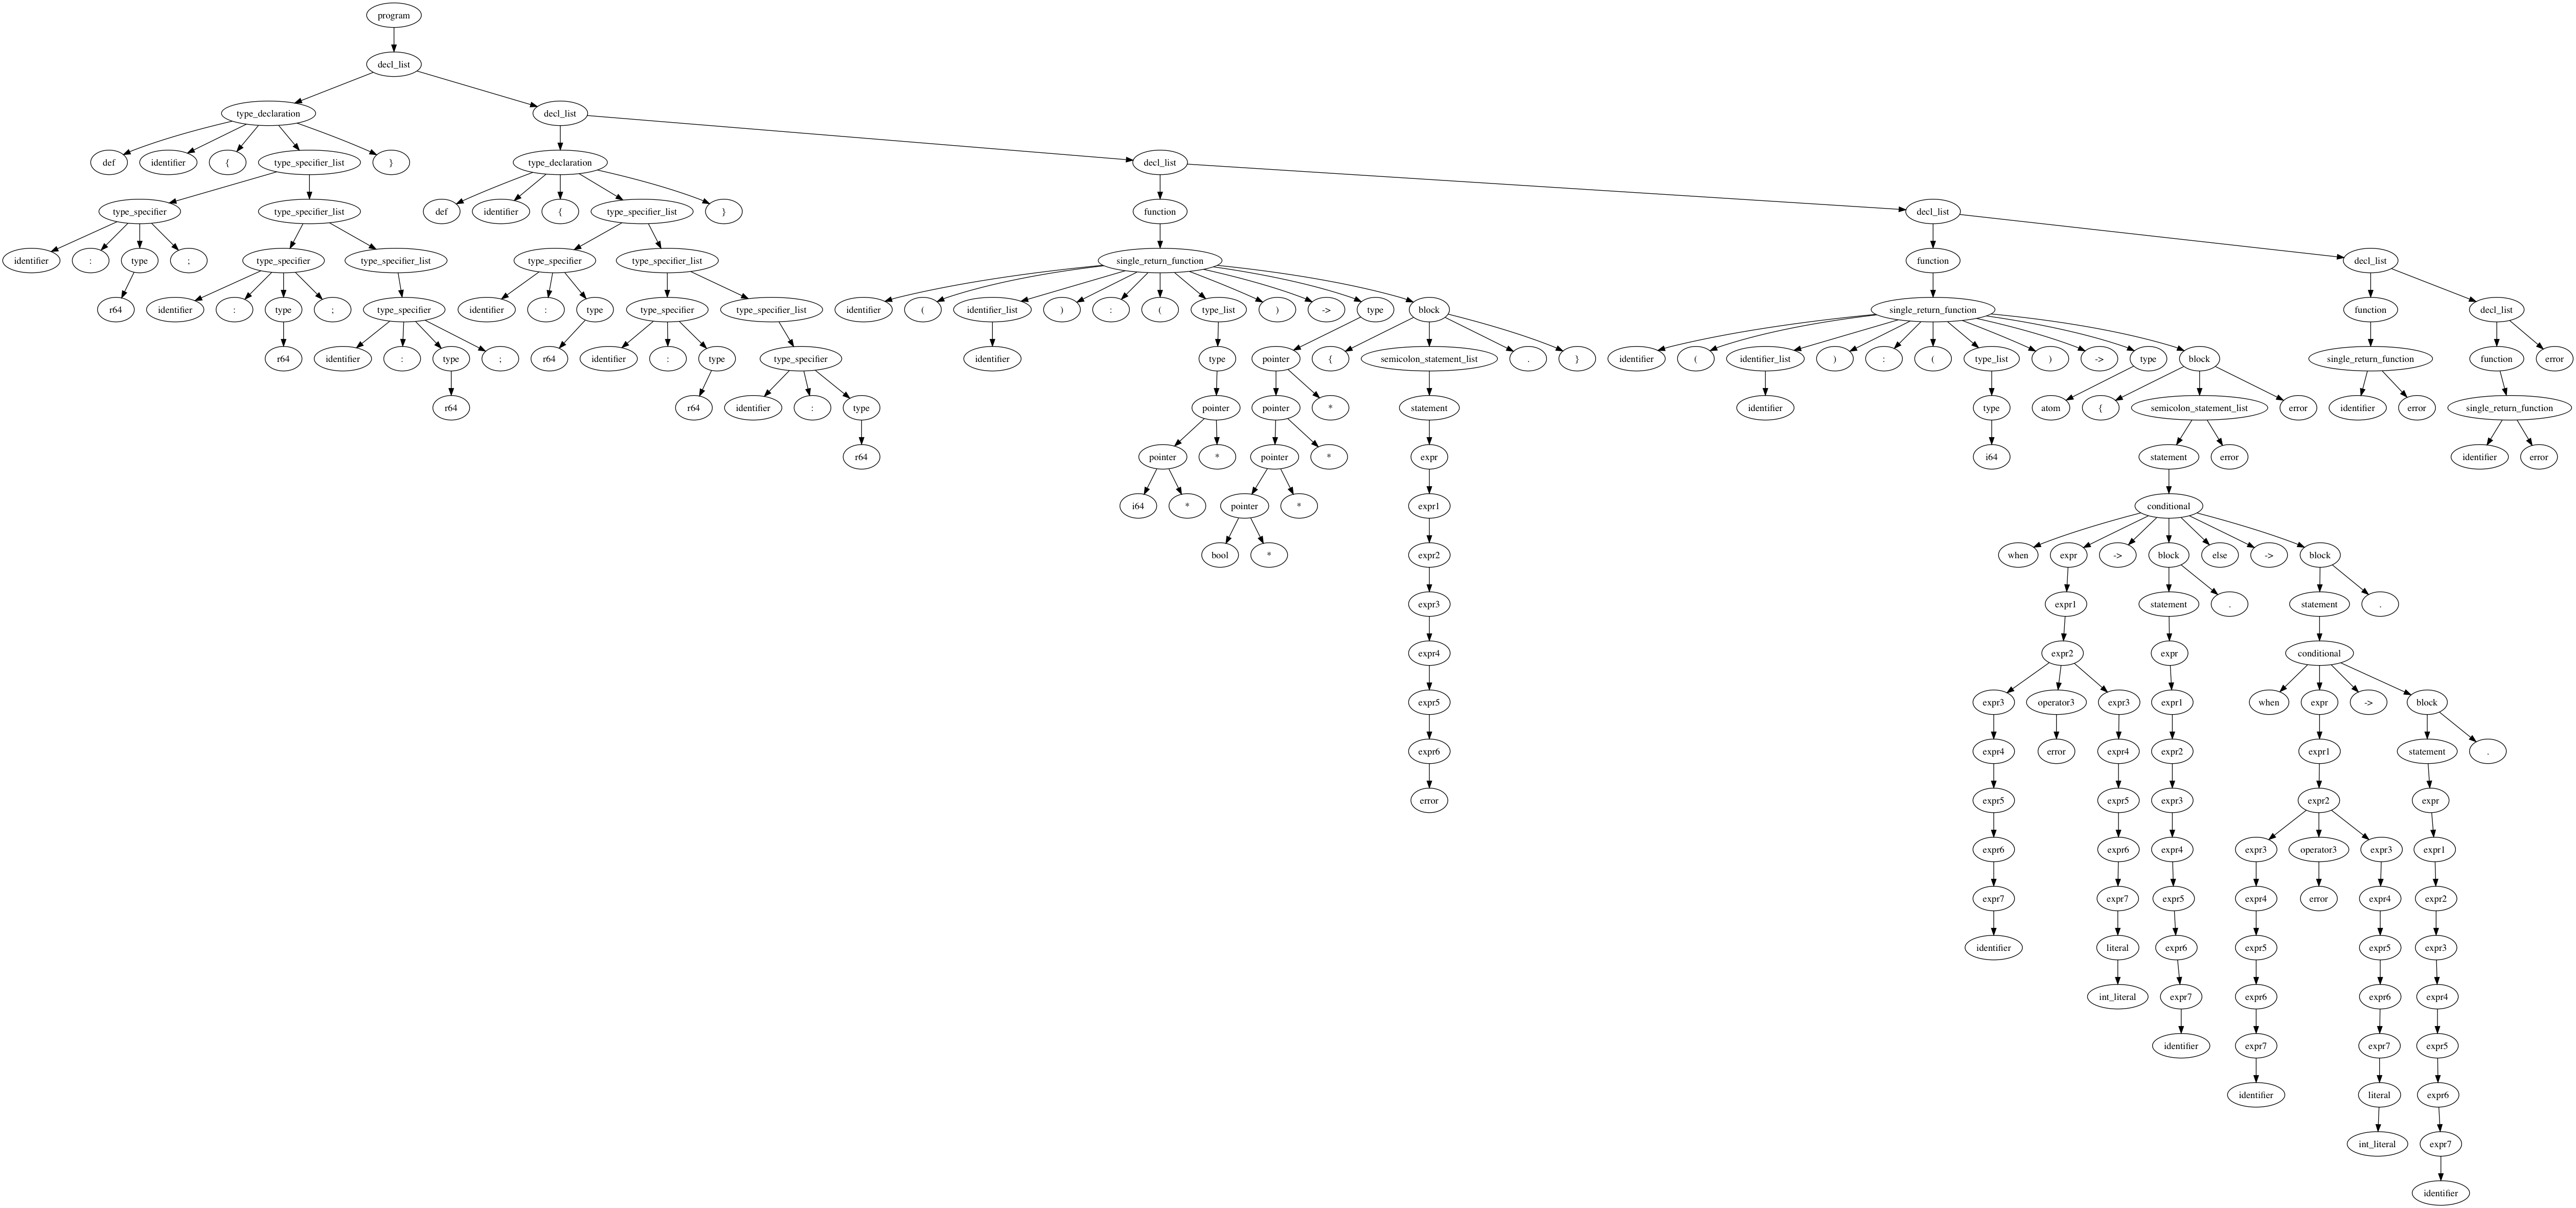 program
decl_list
type_declaration decl_list
def identifier { type_specifier_list } type_declaration decl_list
type_specifier type_specifier_list def identifier { type_specifier_list } function decl_list
identifier : type ; type_specifier type_specifier_list type_specifier type_specifier_list single_return_function function decl_list
r64 identifier : type ; type_specifier identifier : type type_specifier type_specifier_list identifier ( identifier_list ) : ( type_list ) -> type block single_return_function function decl_list
r64 identifier : type ; r64 identifier : type type_specifier identifier type pointer { semicolon_statement_list . } identifier ( identifier_list ) : ( type_list ) -> type block single_return_function function error
r64 r64 identifier : type pointer pointer * statement identifier type atom { semicolon_statement_list error identifier error single_return_function
r64 pointer * pointer * expr i64 statement error identifier error
i64 * pointer * expr1 conditional
bool * expr2 when expr -> block else -> block
expr3 expr1 statement . statement .
expr4 expr2 expr conditional
expr5 expr3 operator3 expr3 expr1 when expr -> block
expr6 expr4 error expr4 expr2 expr1 statement .
error expr5 expr5 expr3 expr2 expr
expr6 expr6 expr4 expr3 operator3 expr3 expr1
expr7 expr7 expr5 expr4 error expr4 expr2
identifier literal expr6 expr5 expr5 expr3
int_literal expr7 expr6 expr6 expr4
identifier expr7 expr7 expr5
identifier literal expr6
int_literal expr7
identifier